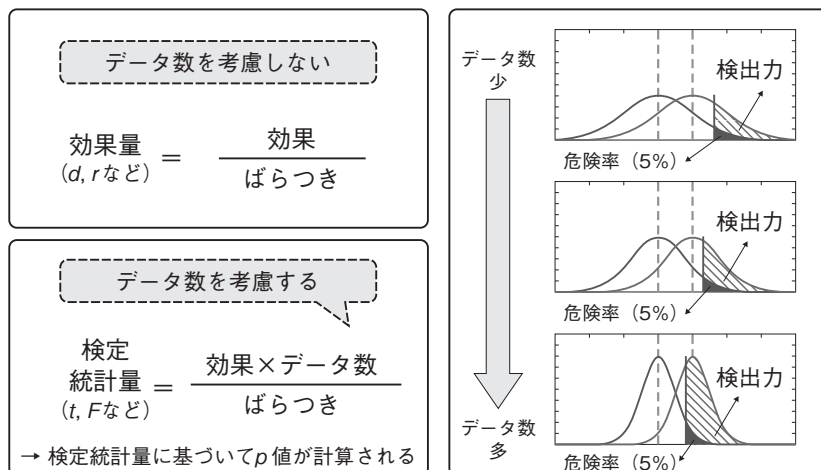 データ数を考慮しない
効果量
(d, rなど)
=
効果
ばらつき
データ数を考慮する
検定
統計量
(t, Fなど)
=
効果×データ数
ばらつき
→ 検定統計量に基づいてp値が計算される
データ数
少
検出力
危険率（5%）
検出力
危険率（5%）
データ数
多
検出力
危険率（5%）